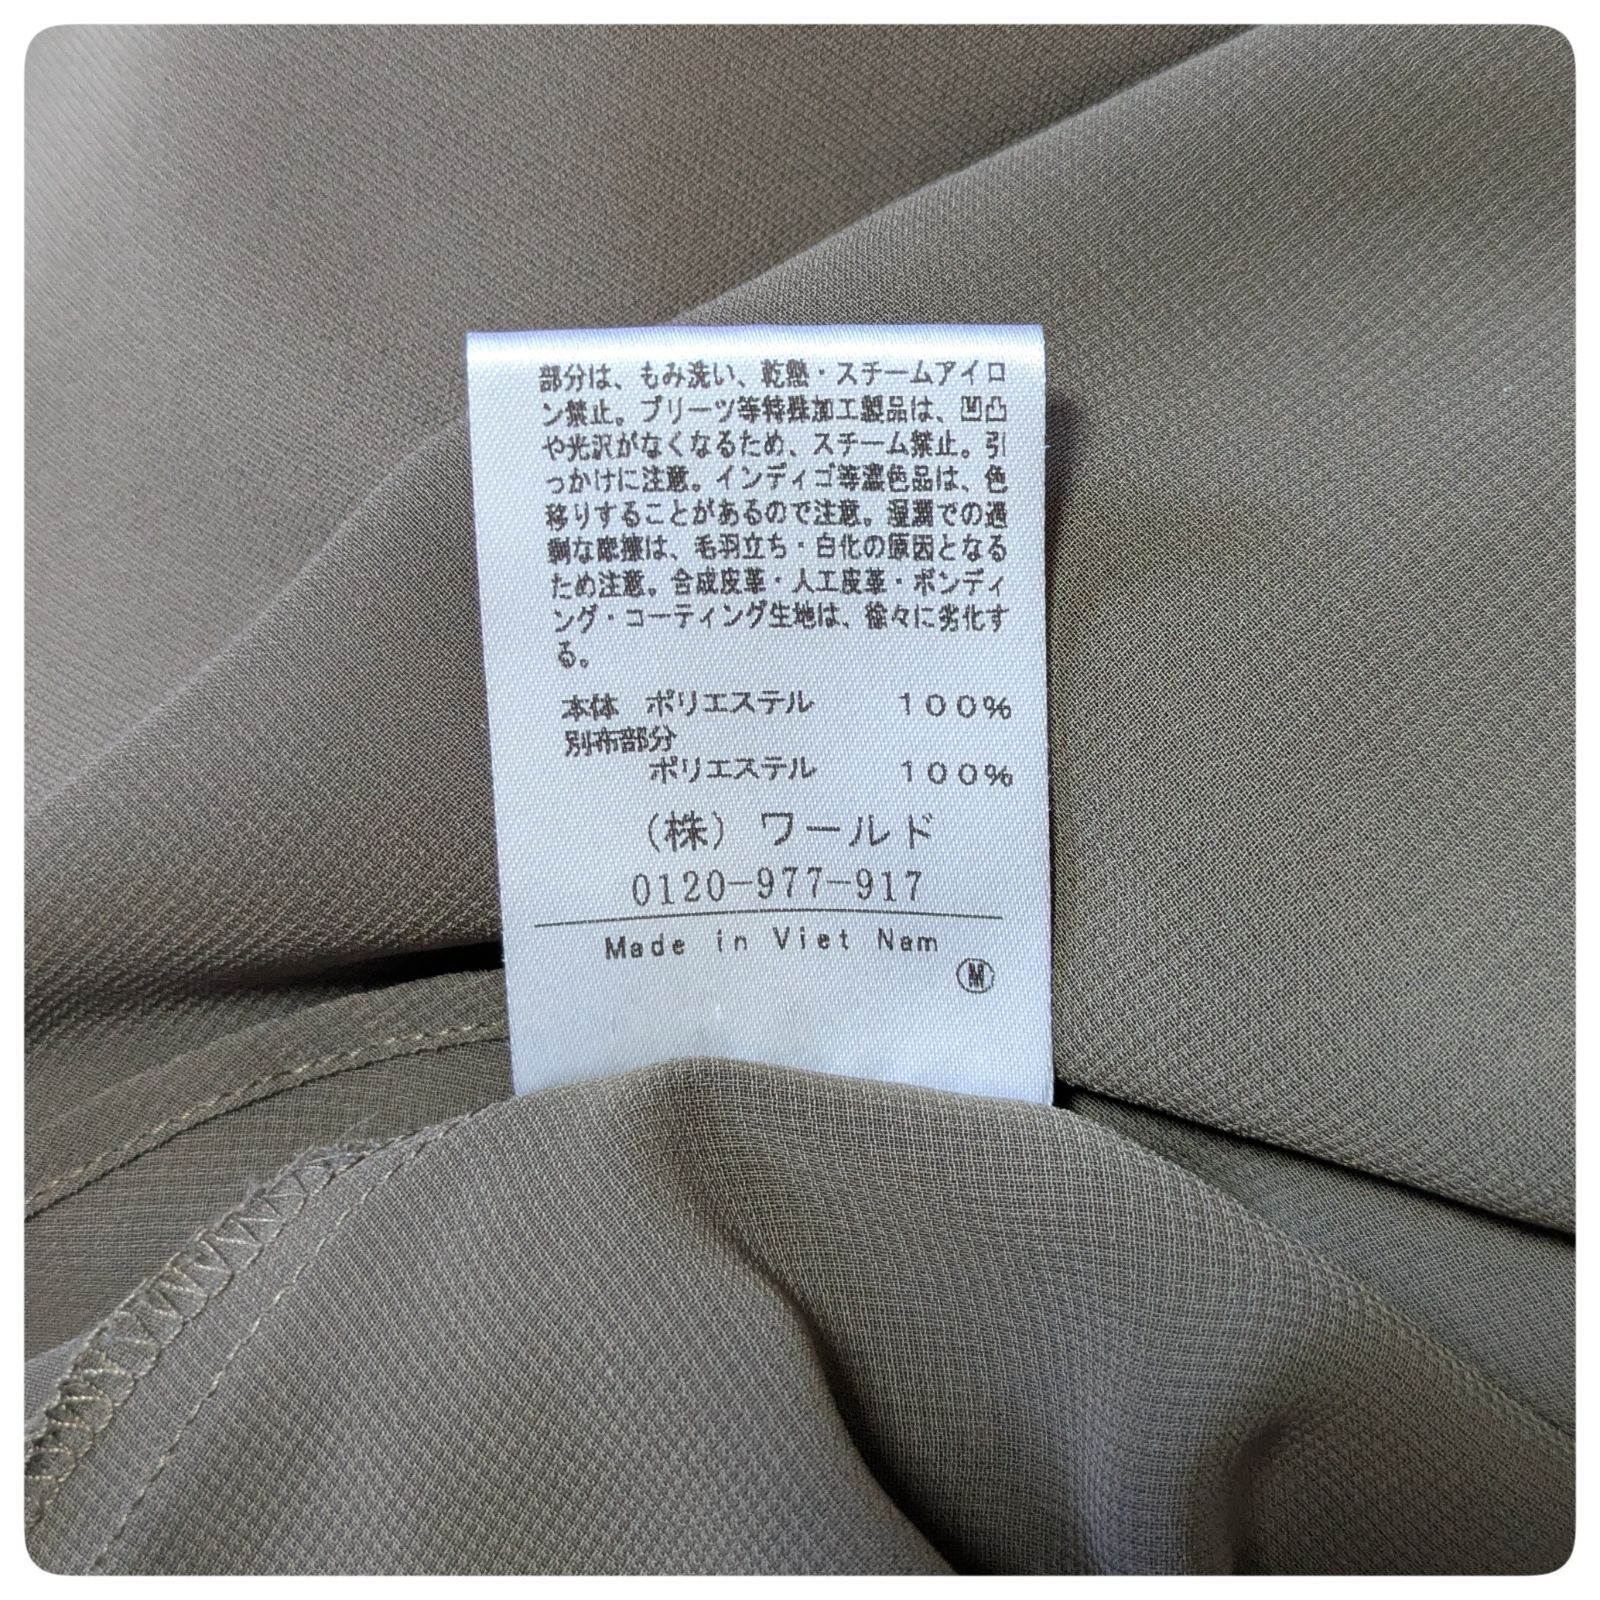 部分は、もみ洗い、乾熱・スチームアイロ
ン禁止。プリーツ等特殊加工製品は、凹凸
や光沢がなくなるため、スチーム禁止。引
っかけに注意。インディゴ等濃色品は、色
移りすることがあるので注意。湿潤での過
剰な摩擦は、毛羽立ち・白化の原因となる
ため注意。合成皮革・人工皮革・ボンディ
ング・コーティング生地は、徐々に劣化す
る。
本体 ポリエステル 100%
別布部分
ポリエステル 100%
(株) ワールド
0120-977-917
Made in Viet Nam
M